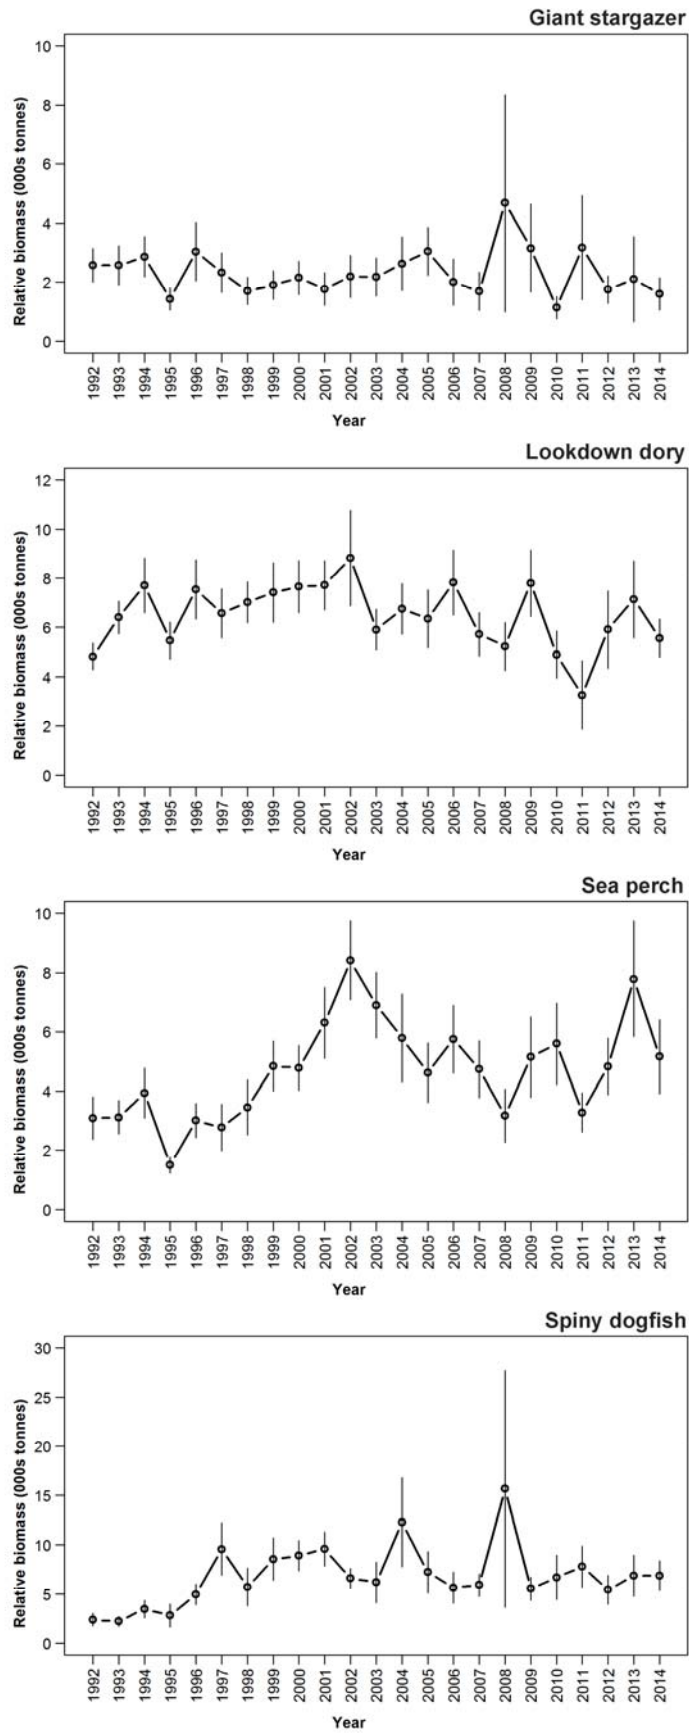 Giant stargazer
Relative biomass (000s tonnes)
10
8
6
4
2
0
1992 1993 1994 1995 1996 1997 1998 1999 2000 2001 2002 2003 2004 2005 2006 2007 2008 2009 2010 2011 2012 2013 2014
Year
Lookdown dory
Relative biomass (000s tonnes)
12
10
8
6
4
2
0
1992 1993 1994 1995 1996 1997 1998 1999 2000 2001 2002 2003 2004 2005 2006 2007 2008 2009 2010 2011 2012 2013 2014
Year
Sea perch
Relative biomass (000s tonnes)
10
8
6
4
2
0
1992 1993 1994 1995 1996 1997 1998 1999 2000 2001 2002 2003 2004 2005 2006 2007 2008 2009 2010 2011 2012 2013 2014
Year
Spiny dogfish
Relative biomass (000s tonnes)
30
25
20
15
10
5
0
1992 1993 1994 1995 1996 1997 1998 1999 2000 2001 2002 2003 2004 2005 2006 2007 2008 2009 2010 2011 2012 2013 2014
Year